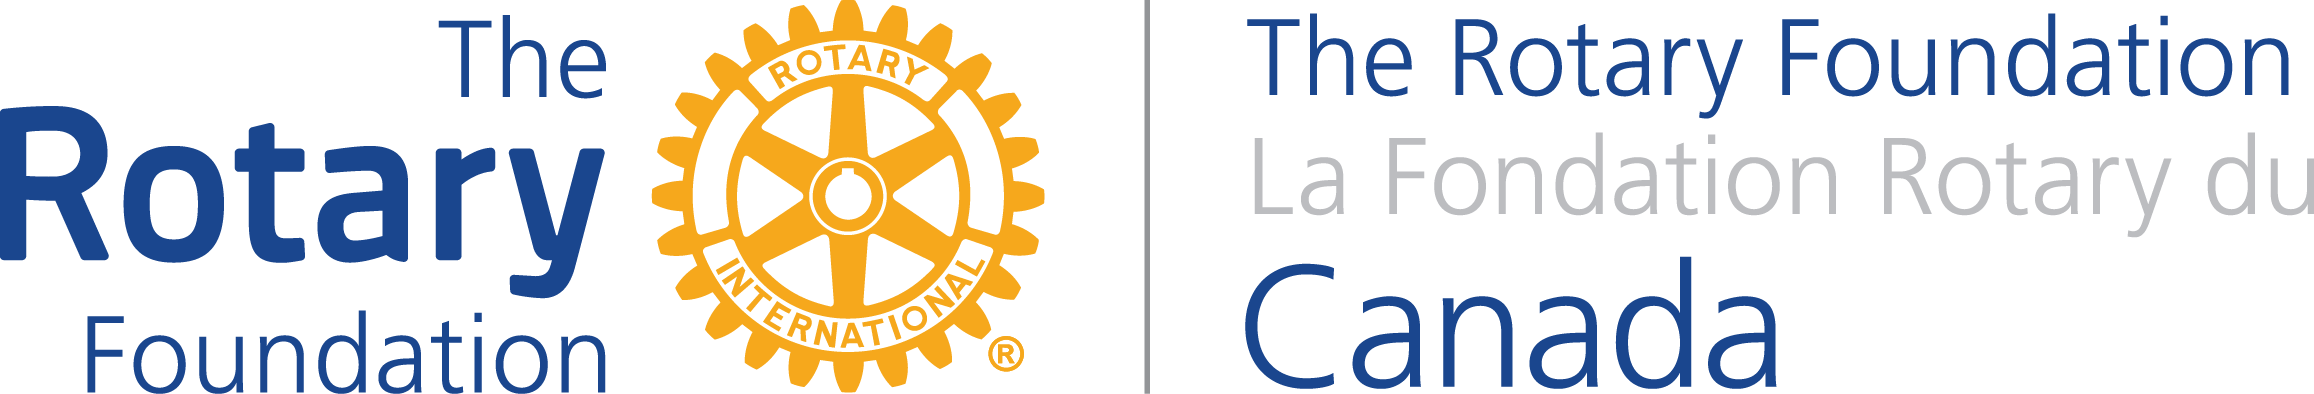 The
Rotary
Foundation
ROTARY
INTERNATIONAL
®
The Rotary Foundation
La Fondation Rotary du
Canada